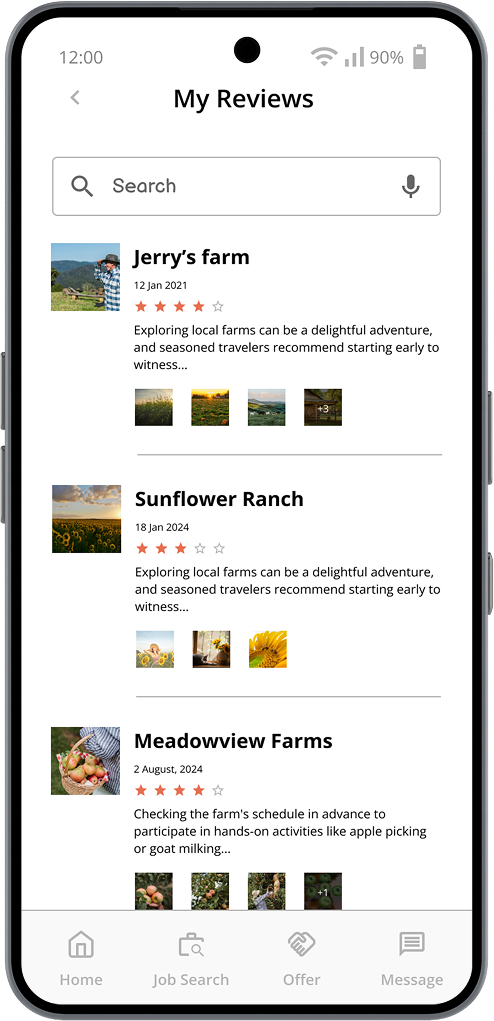 12:00
90%
My Reviews
Search
Jerry’s farm
12 Jan 2021
Exploring local farms can be a delightful adventure,
and seasoned travelers recommend starting early to
witness...
+3
Sunflower Ranch
18 Jan 2024
Exploring local farms can be a delightful adventure,
and seasoned travelers recommend starting early to
witness...
Meadowview Farms
2 August, 2024
Checking the farm's schedule in advance to
participate in hands-on activities like apple picking
or goat milking...
+1
Home
Job Search
Offer
Message